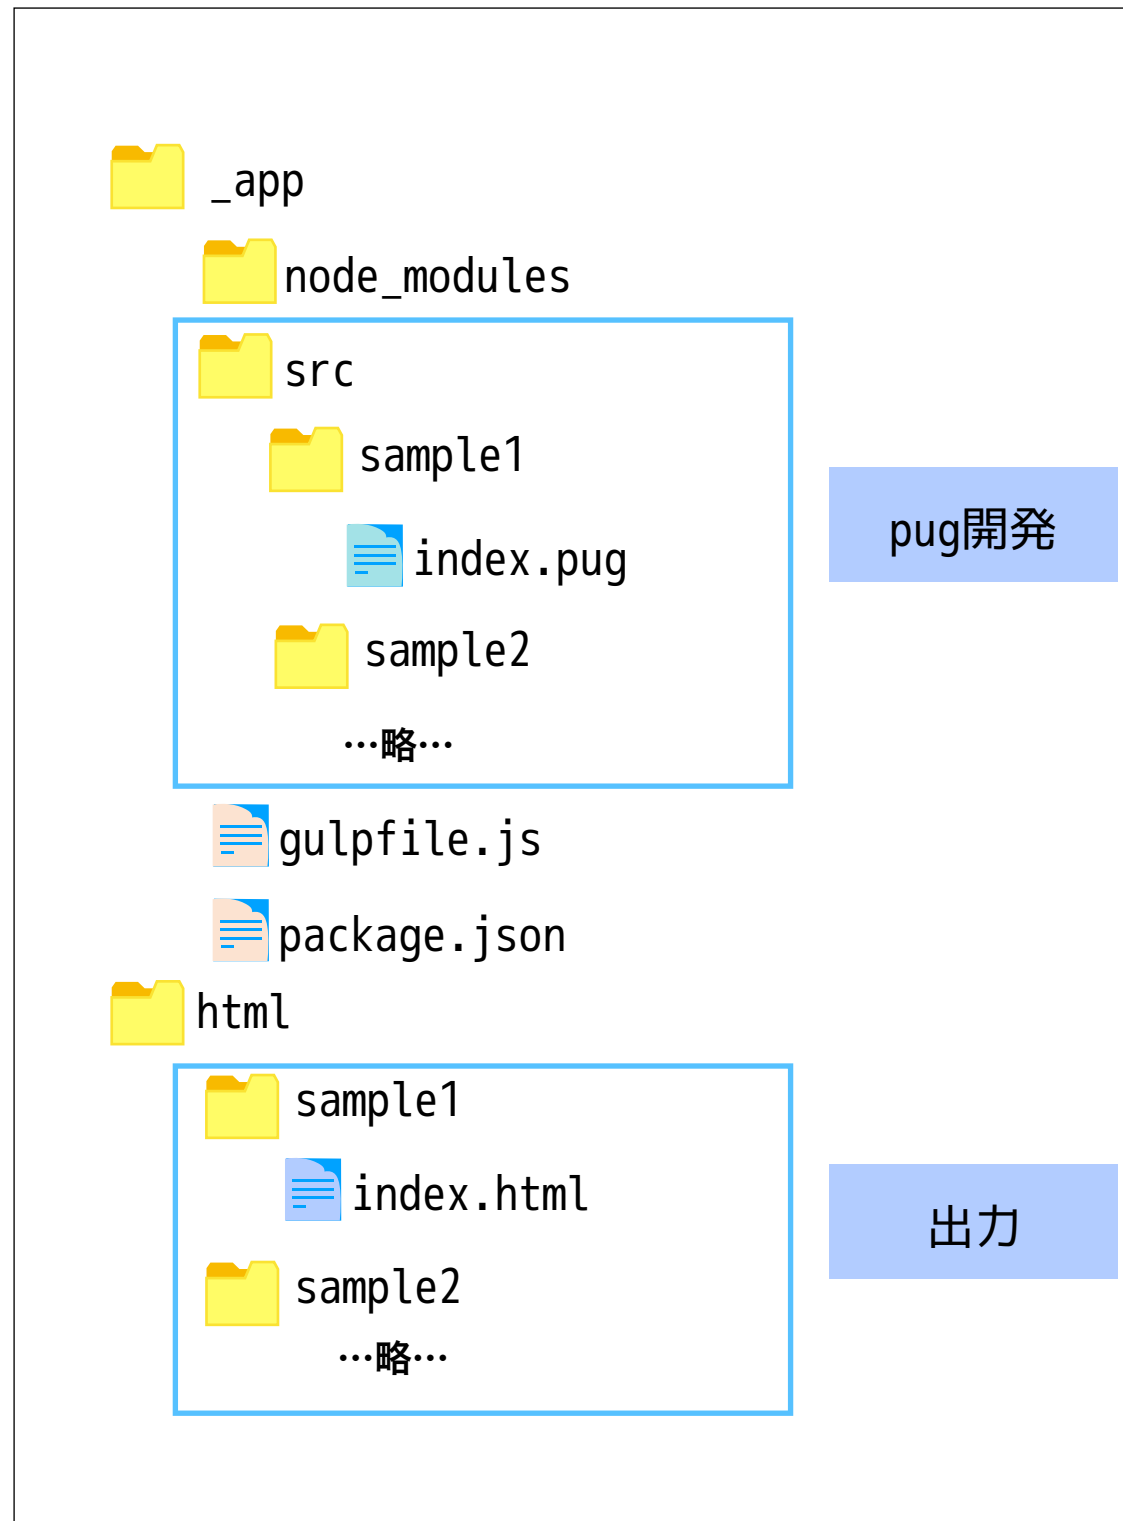 _app
node_modules
src
sample1
index.pug
pug開発
sample2
…略…
gulpfile.js
package.json
html
sample1
index.html
出力
sample2
…略…